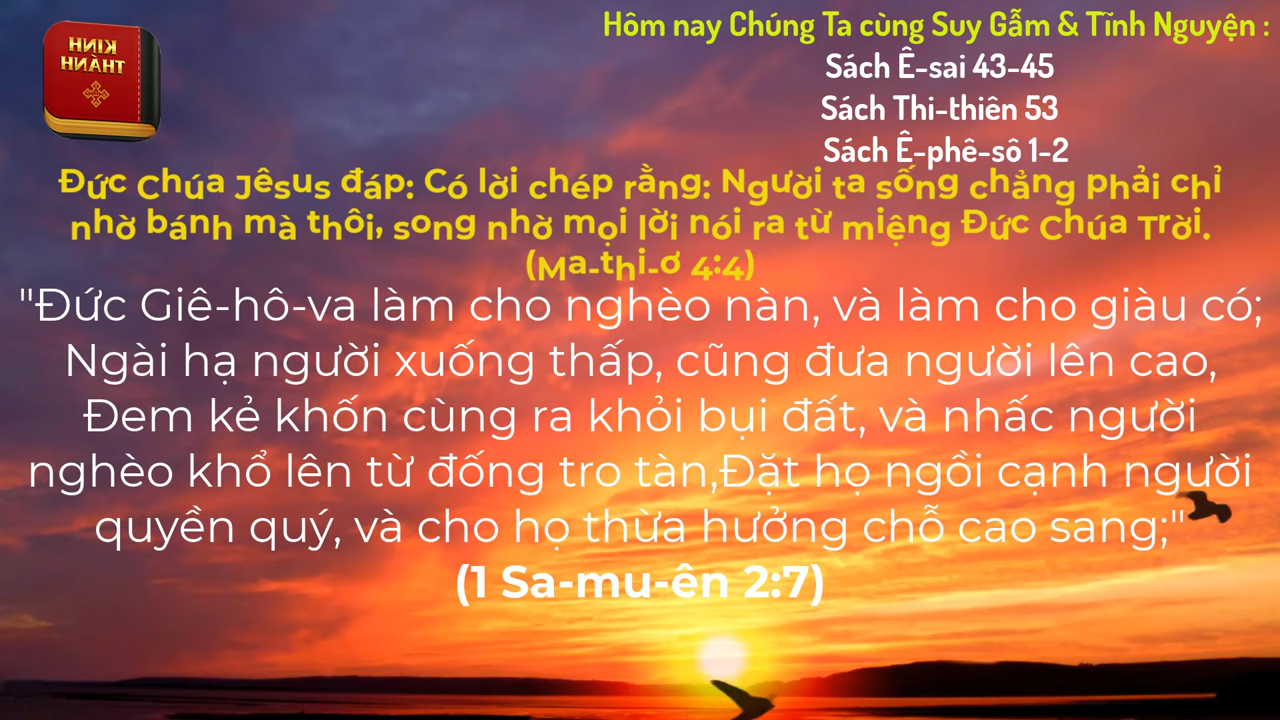 KINH
THÁNH
Hôm nay Chúng Ta cùng Suy Gẫm & Tĩnh Nguyện :
Sách Ê-sai 43-45
Sách Thi-thiên 53
Sách Ê-phê-sô 1-2
Đức Chúa Jêsus đáp: Có lời chép rằng: Người ta sống chẳng phải chỉ
nhờ bánh mà thôi, song nhờ mọi lời nói ra từ miệng Đức Chúa Trời.
(Ma-thi-ơ 4:4)
"Đức Giê-hô-va làm cho nghèo nàn, và làm cho giàu có;
Ngài hạ người xuống thấp, cũng đưa người lên cao,
Đem kẻ khốn cùng ra khỏi bụi đất, và nhấc người
nghèo khổ lên từ đống tro tàn,Đặt họ ngồi cạnh người
quyền quý, và cho họ thừa hưởng chỗ cao sang;"
(1 Sa-mu-ên 2:7)